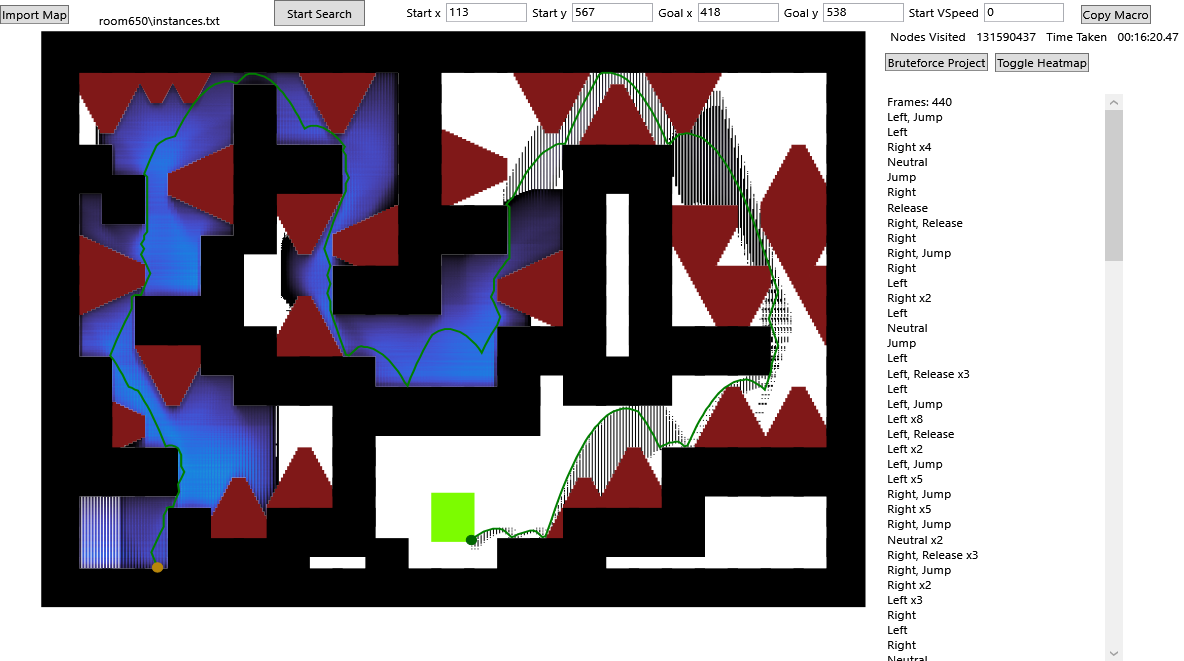 Import Map
room650\instances.txt
Start Search
Start x 113 Start y 567 Goal x 418 Goal y 538 Start VSpeed 0
Copy Macro
Nodes Visited 131590437 Time Taken 00:16:20.47
Bruteforce Project Toggle Heatmap
Frames: 440
Left, Jump
Left
Right x4
Neutral
Jump
Right
Release
Right, Release
Right
Right, Jump
Right
Left
Right x2
Left
Neutral
Jump
Left
Left, Release x3
Left
Left, Jump
Left x8
Left, Release
Left x2
Left, Jump
Left x5
Right, Jump
Right x5
Right, Jump
Neutral x2
Right, Release x3
Right, Jump
Right x2
Left x3
Right
Left
Right
Neutral